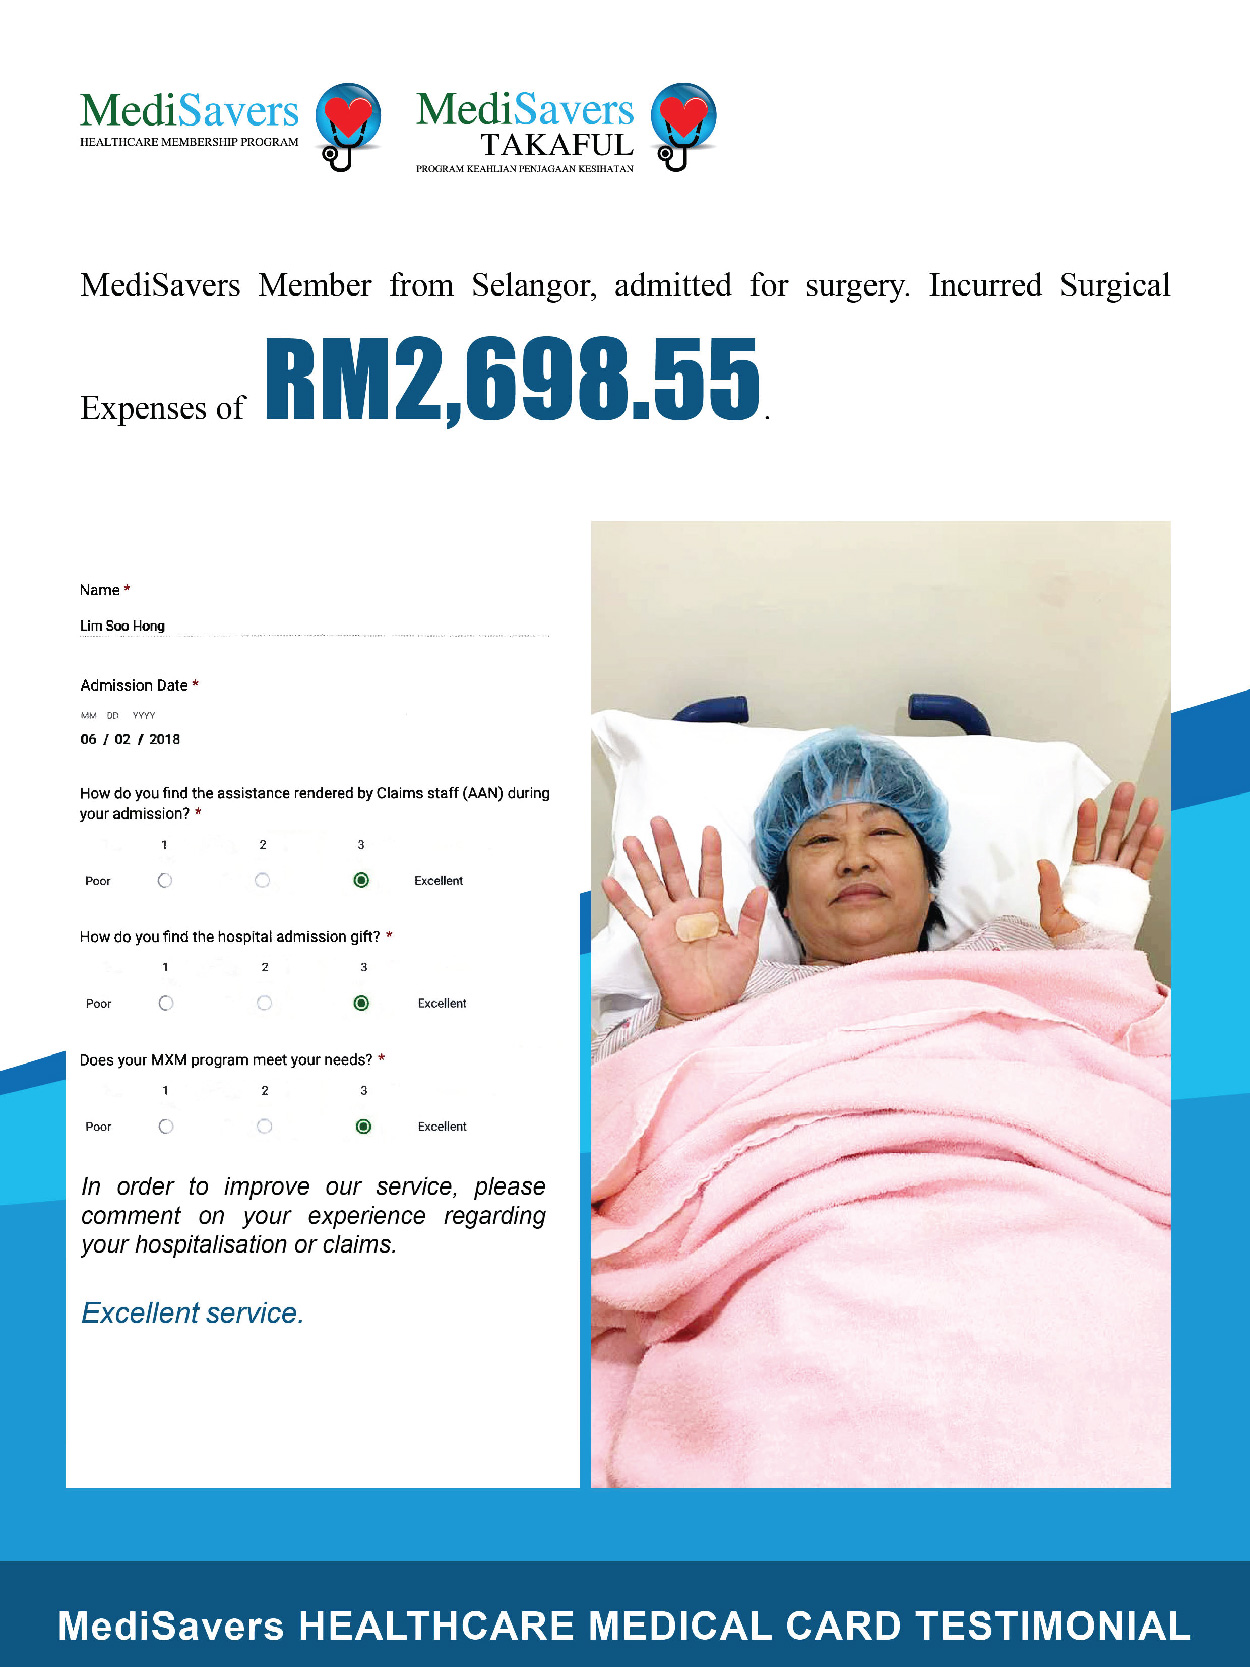 MediSavers
HEALTHCARE MEMBERSHIP PROGRAM
MediSavers
TAKAFUL
PROGRAM KEAHLIAN PENJAGAAN KESIHATAN
MediSavers Member from Selangor, admitted for surgery. Incurred Surgical
Expenses of RM2,698.55.
Name *
Lim Soo Hong
Admission Date *
MM DD YYYY
06 / 02 / 2018
How do you find the assistance rendered by Claims staff (AAN) during
your admission? *
1 2 3
Poor Excellent
How do you find the hospital admission gift? *
1 2 3
Poor Excellent
Does your MXM program meet your needs? *
1 2 3
Poor Excellent
In order to improve our service, please
comment on your experience regarding
your hospitalisation or claims.
Excellent service.
MediSavers HEALTHCARE MEDICAL CARD TESTIMONIAL